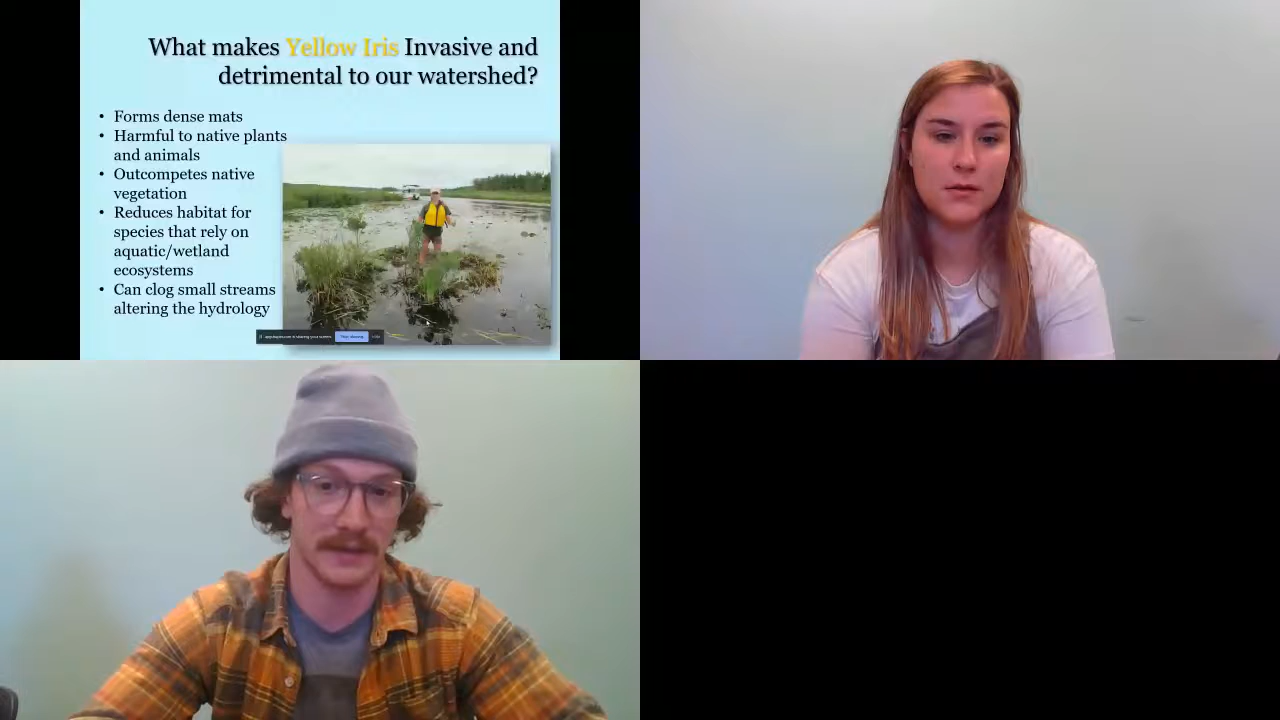 What makes Yellow Iris Invasive and
detrimental to our watershed?
• Forms dense mats
• Harmful to native plants
and animals
• Outcompetes native
vegetation
• Reduces habitat for
species that rely on
aquatic/wetland
ecosystems
• Can clog small streams
altering the hydrology